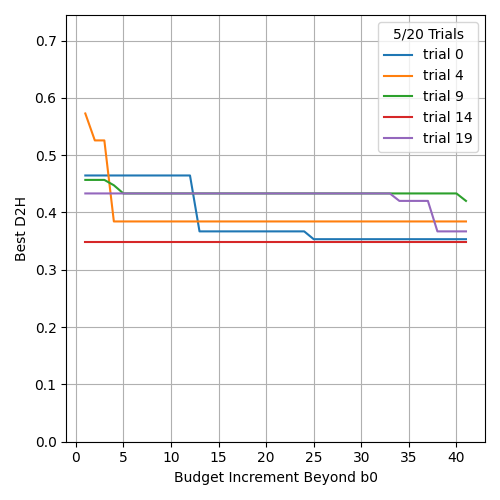 5/20 Trials
trial 0
trial 4
trial 9
trial 14
trial 19
Best D2H
0.7
0.6
0.5
0.4
0.3
0.2
0.1
0.0
0 5 10 15 20 25 30 35 40
Budget Increment Beyond b0